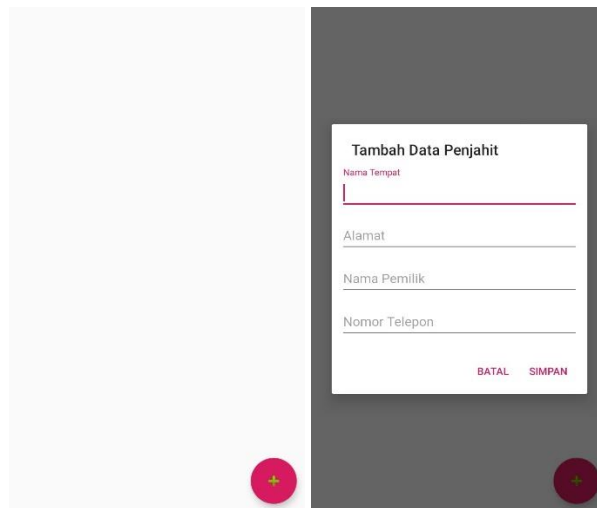 +
Tambah Data Penjahit
Nama Tempat
Alamat
Nama Pemilik
Nomor Telepon
BATAL SIMPAN
+